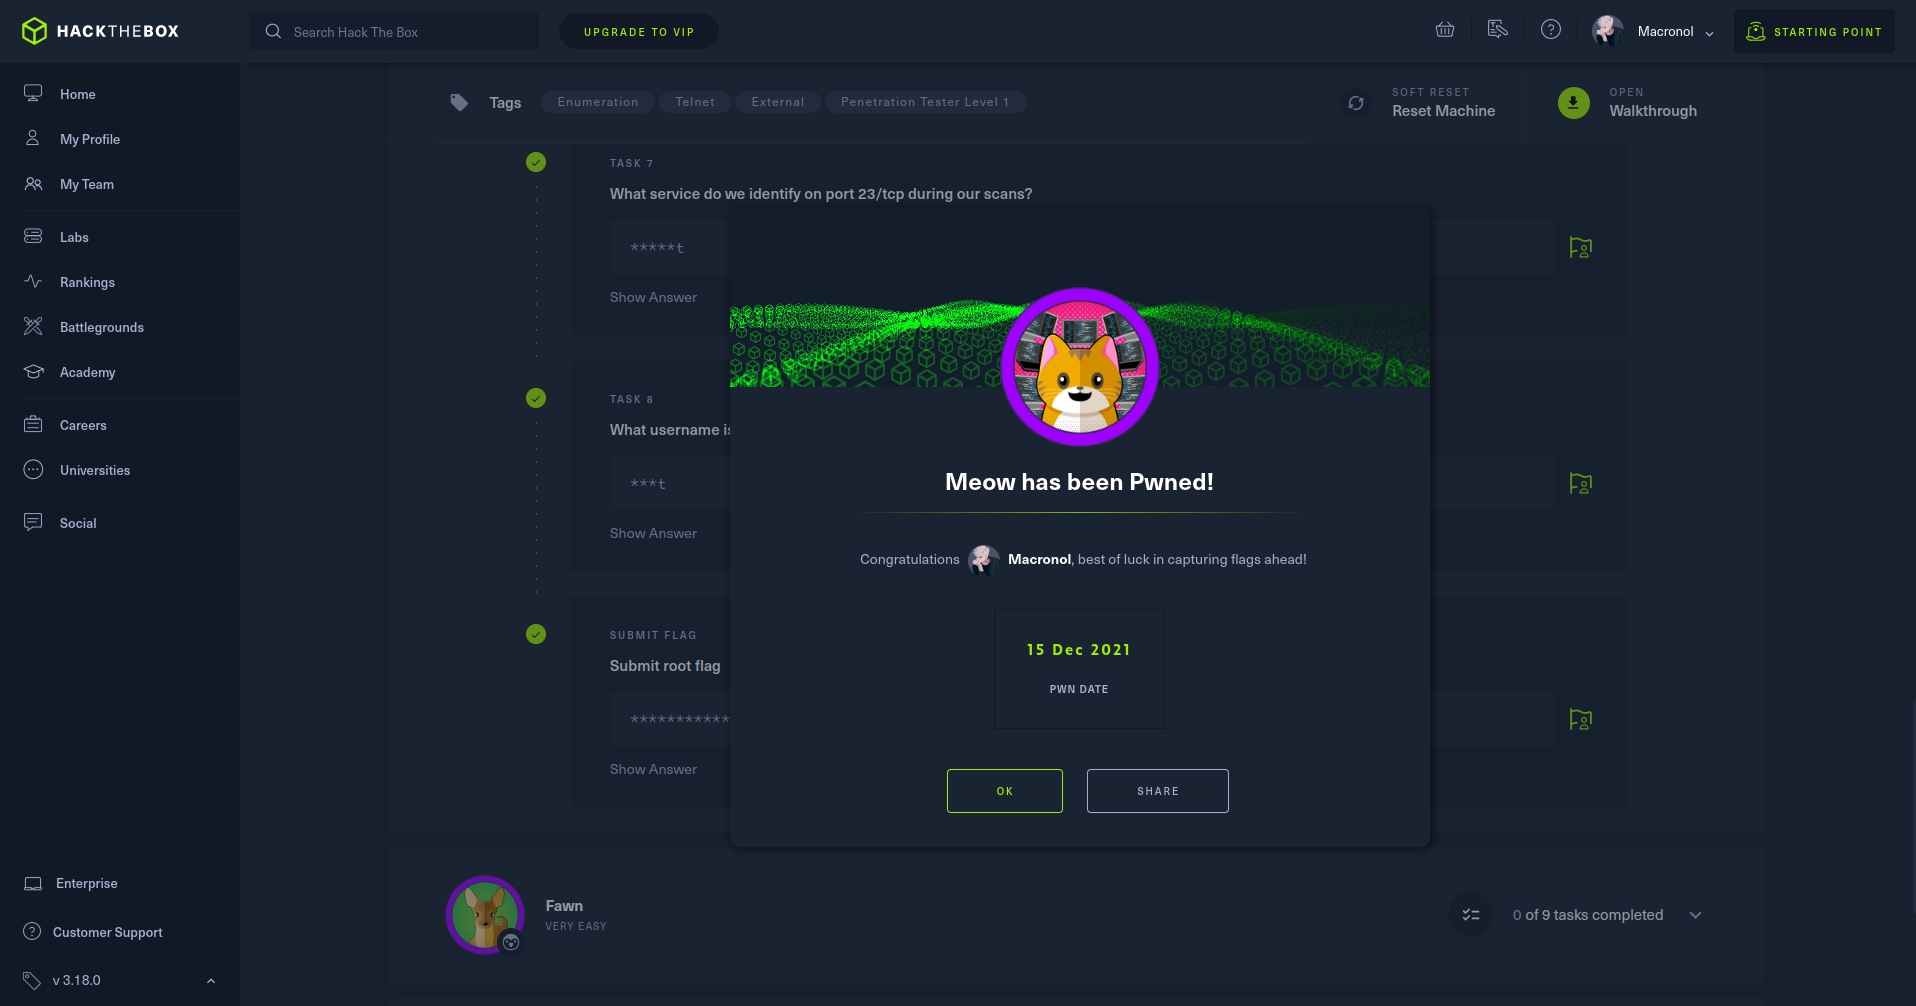 HACKTHEBOX
Search Hack The Box
UPGRADE TO VIP
Macronol
STARTING POINT
Home
My Profile
My Team
Labs
Rankings
Battlegrounds
Academy
Careers
Universities
Social
Enterprise
Customer Support
v 3.18.0
Tags
Enumeration
Telnet
External
Penetration Tester Level 1
SOFT RESET
Reset Machine
OPEN
Walkthrough
TASK 7
What service do we identify on port 23/tcp during our scans?
*****t
Show Answer
TASK 8
What username is
***t
Show Answer
SUBMIT FLAG
Submit root flag
***********
Show Answer
Meow has been Pwned!
Congratulations Macronol, best of luck in capturing flags ahead!
15 Dec 2021
PWN DATE
OK
SHARE
Fawn
VERY EASY
0 of 9 tasks completed